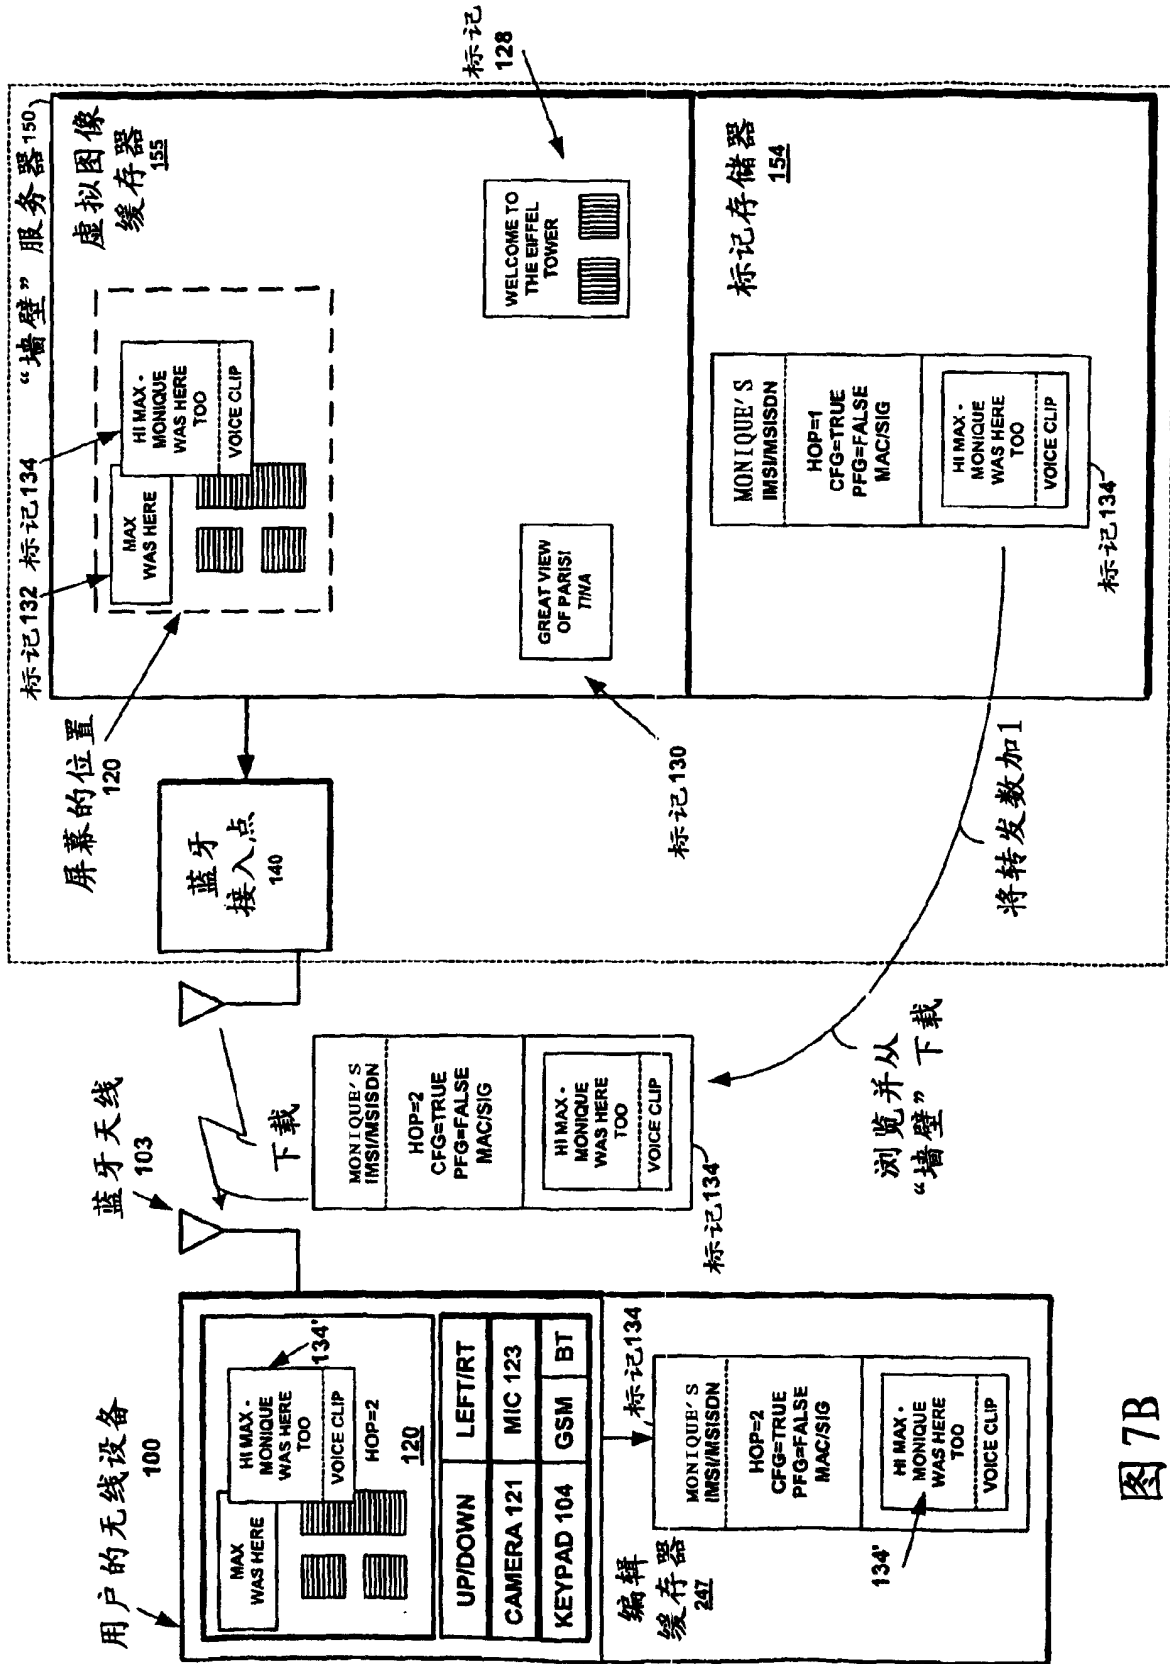 用户的无线设备
100
MAX
WAS HERE
HI MAX -
MONIQUE
WAS HERE
TOO
VOICE CLIP
134'
HOP=2
120
UP/DOWN
LEFT/RT
CAMERA 121
MIC 123
KEYPAD 104
GSM
BT
编辑
缓存器
247
标记134
MONIQUE'S
IMSI/MSISDN
HOP=2
CFG=TRUE
PFG=FALSE
MAC/SIG
HI MAX -
MONIQUE
WAS HERE
TOO
VOICE CLIP
134'
蓝牙天线
103
下载
MONIQUE'S
IMSI/MSISDN
HOP=2
CFG=TRUE
PFG=FALSE
MAC/SIG
HI MAX -
MONIQUE
WAS HERE
TOO
VOICE CLIP
标记134
浏览并从
“墙壁”下载
将转发数加1
蓝牙
接入点
140
屏幕的位置
120
标记132
标记134
“墙壁”服务器150
虚拟图像
缓存器
155
MAX
WAS HERE
HI MAX -
MONIQUE
WAS HERE
TOO
VOICE CLIP
GREAT VIEW
OF PARIS!
TINA
标记130
WELCOME TO
THE EIFFEL
TOWER
标记
128
标记存储器
154
MONIQUE'S
IMSI/MSISDN
HOP=1
CFG=TRUE
PFG=FALSE
MAC/SIG
HI MAX -
MONIQUE
WAS HERE
TOO
VOICE CLIP
标记134
图 7B